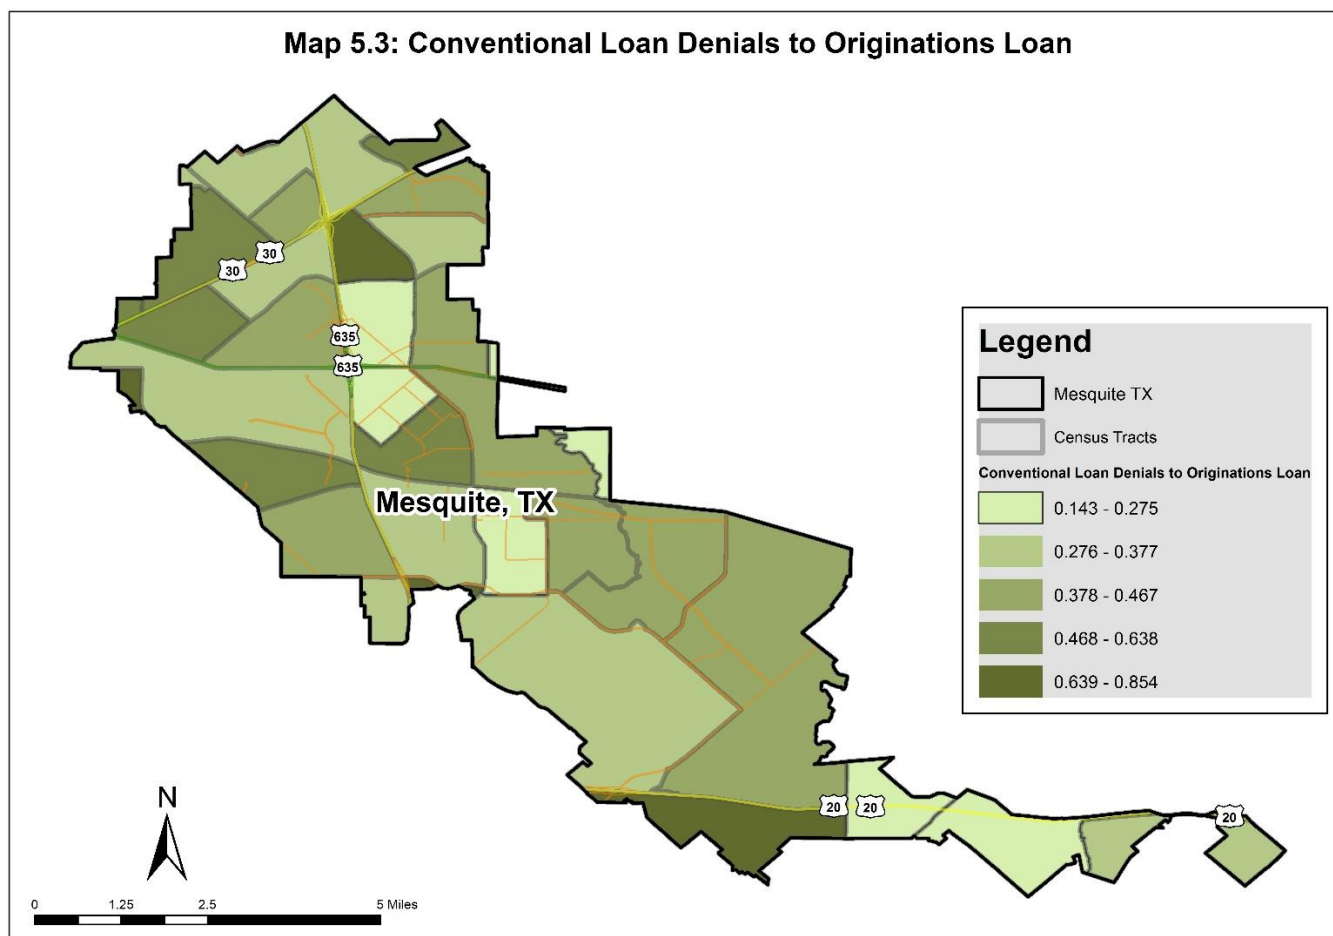 Map 5.3: Conventional Loan Denials to Originations Loan
30
30
635
635
Mesquite, TX
20
20
20
Legend
Mesquite TX
Census Tracts
Conventional Loan Denials to Originations Loan
0.143 - 0.275
0.276 - 0.377
0.378 - 0.467
0.468 - 0.638
0.639 - 0.854
N
0 1.25 2.5 5 Miles